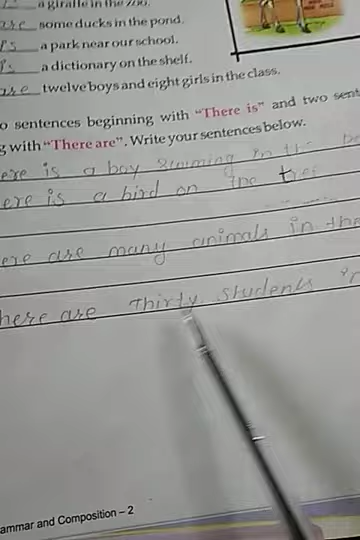 a giraffe in the zoo.
are some ducks in the pond.
is a park near our school.
is a dictionary on the shelf.
are twelve boys and eight girls in the class.
o sentences beginning with "There is" and two sent
g with "There are". Write your sentences below.
ere is a boy in the
ere is a bird on the tree
ere are many animals in the
here are Thirty students in
ammar and Composition – 2